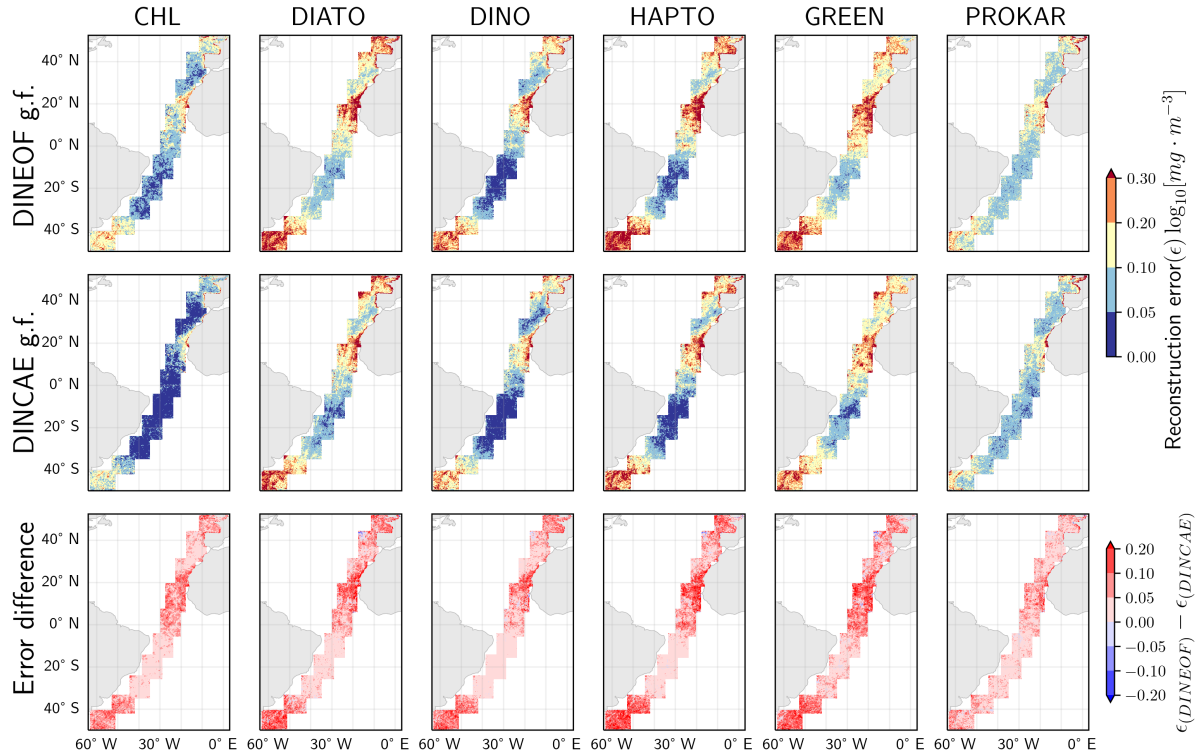 CHL DIATO DINO HAPTO GREEN PROKAR
DINEOF g.f.
40° N
20° N
0° N
20° S
40° S
DINCAE g.f.
40° N
20° N
0° N
20° S
40° S
Error difference
40° N
20° N
0° N
20° S
40° S
60° W 30° W 0° E 60° W 30° W 0° E 60° W 30° W 0° E 60° W 30° W 0° E 60° W 30° W 0° E 60° W 30° W 0° E
0.30
0.20
0.10
0.05
0.00
Reconstruction error(ϵ) log₁₀[mg · m⁻³]
0.20
0.10
0.05
0.00
−0.05
−0.10
−0.20
ϵ(DINEOF) − ϵ(DINCAE)